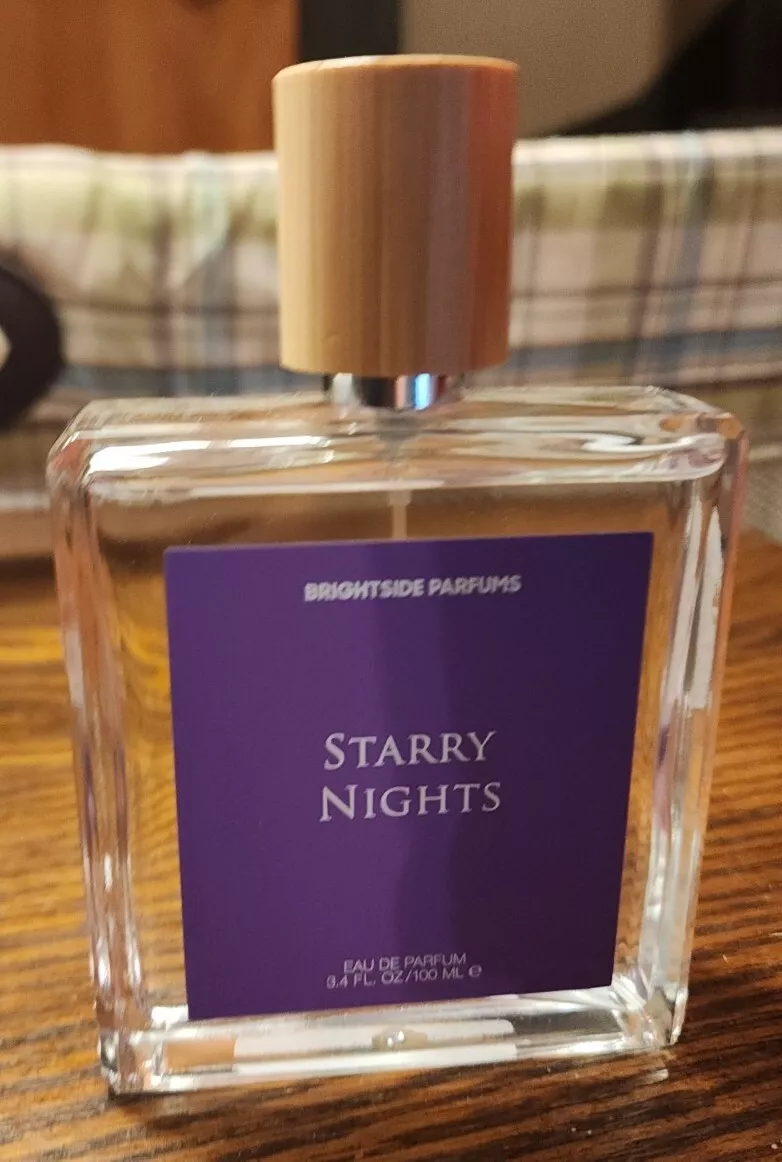 BRIGHTSIDE PARFUMS
STARRY
NIGHTS
EAU DE PARFUM
3.4 FL. OZ/100 ML ℮